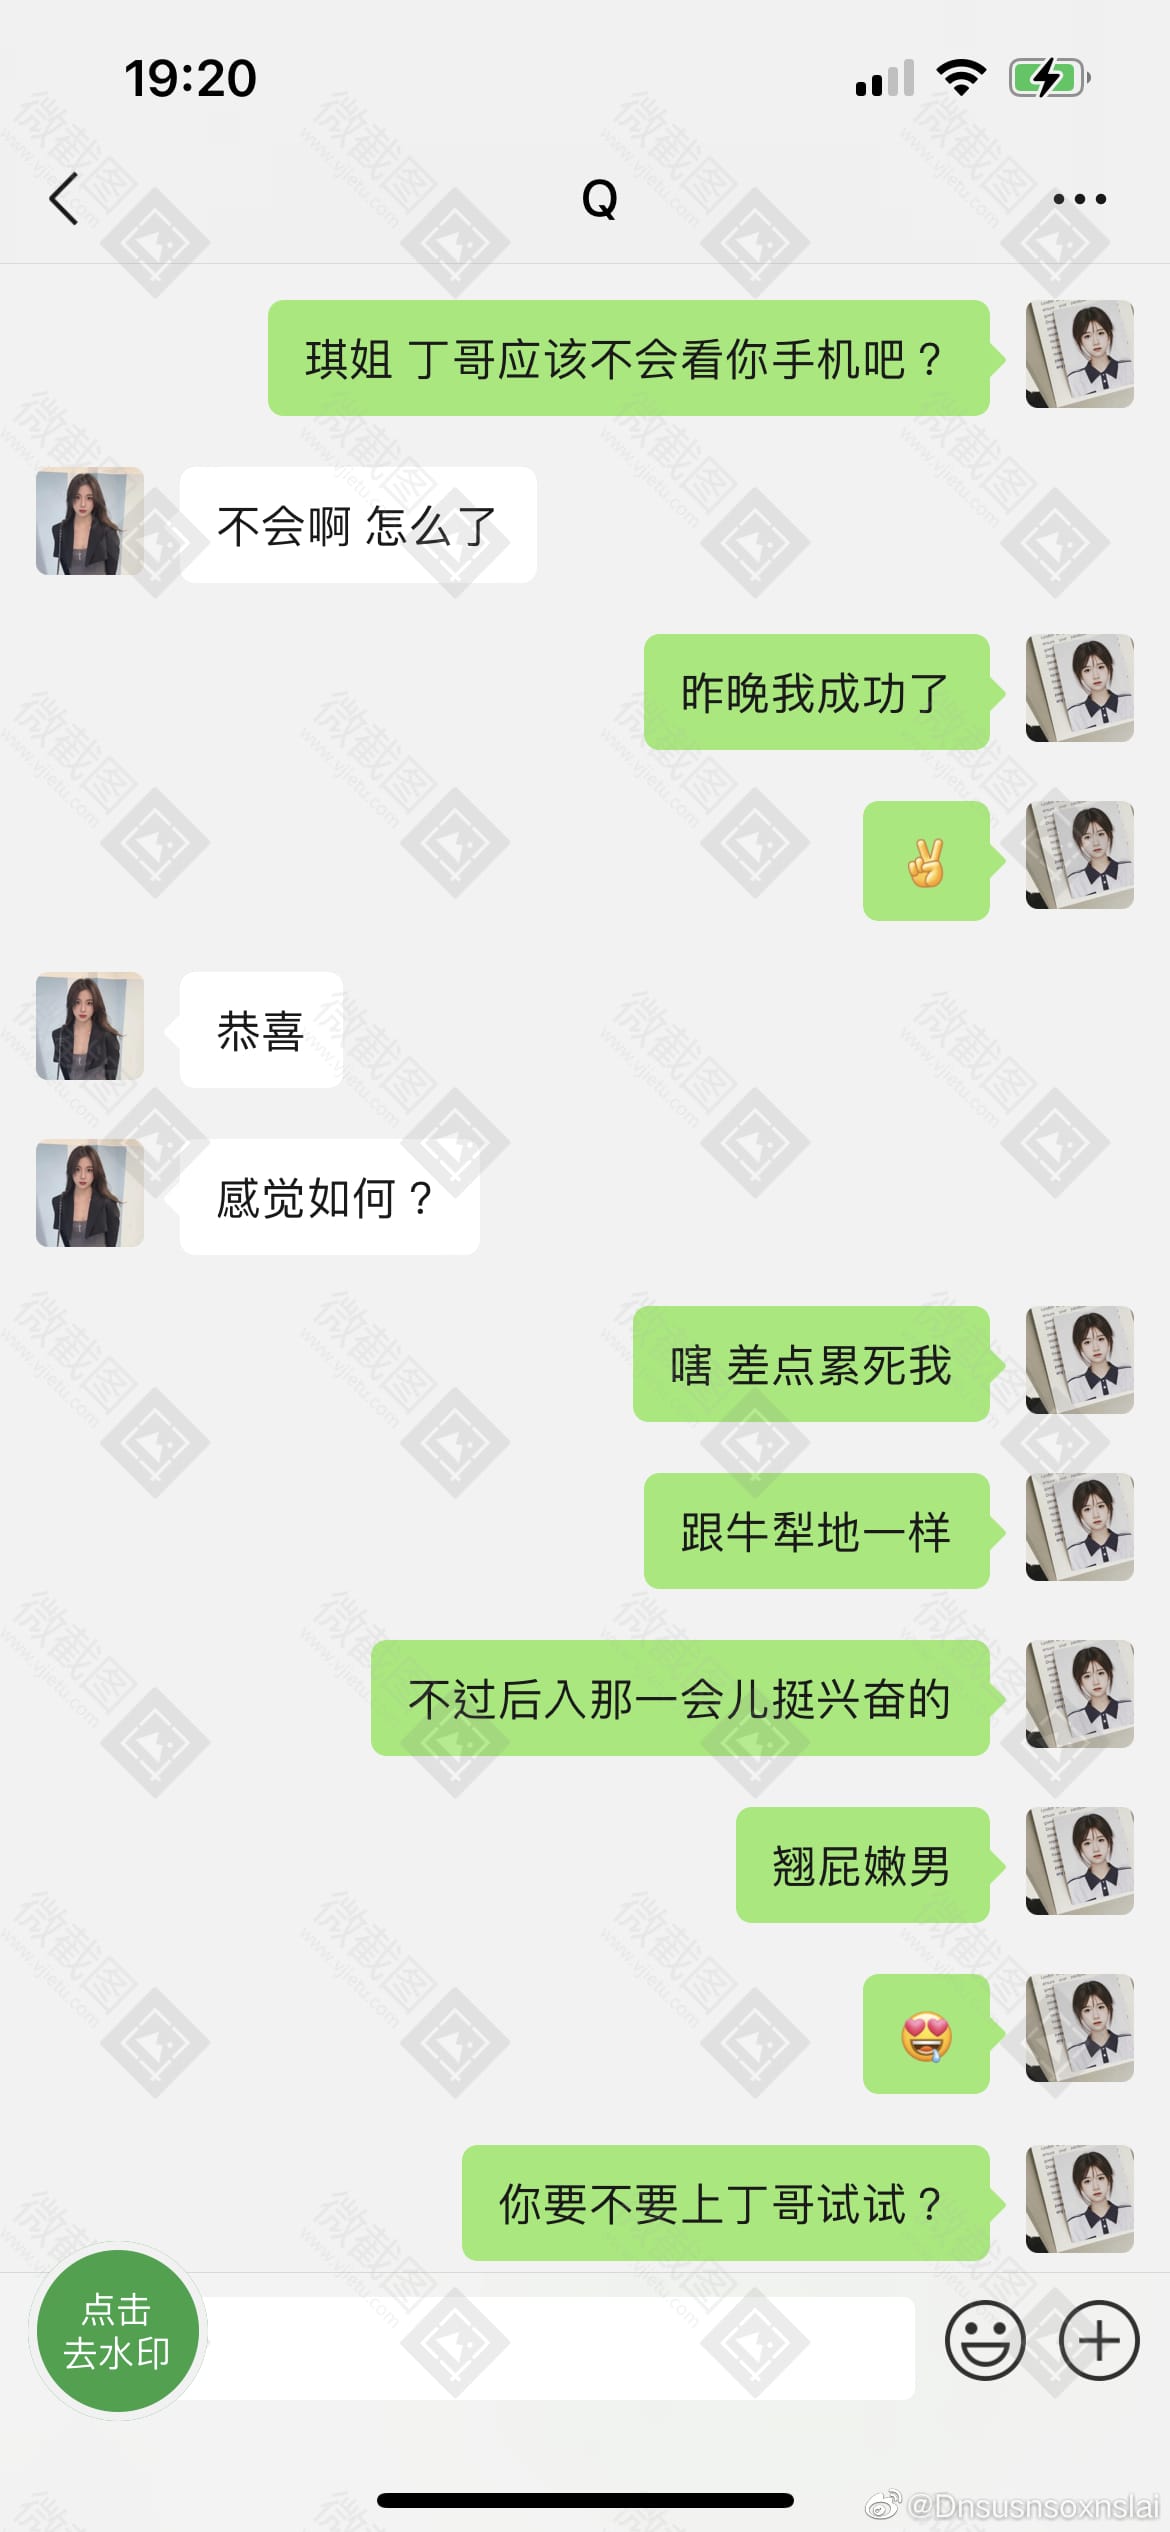 19:20
Q
琪姐 丁哥应该不会看你手机吧？
不会啊 怎么了
昨晚我成功了
✌️
恭喜
感觉如何？
嗐 差点累死我
跟牛犁地一样
不过后入那一会儿挺兴奋的
翘屁嫩男
🤤
你要不要上丁哥试试？
点击
去水印
@Dnsusnsoxnslai
微截图
www.vjietu.com